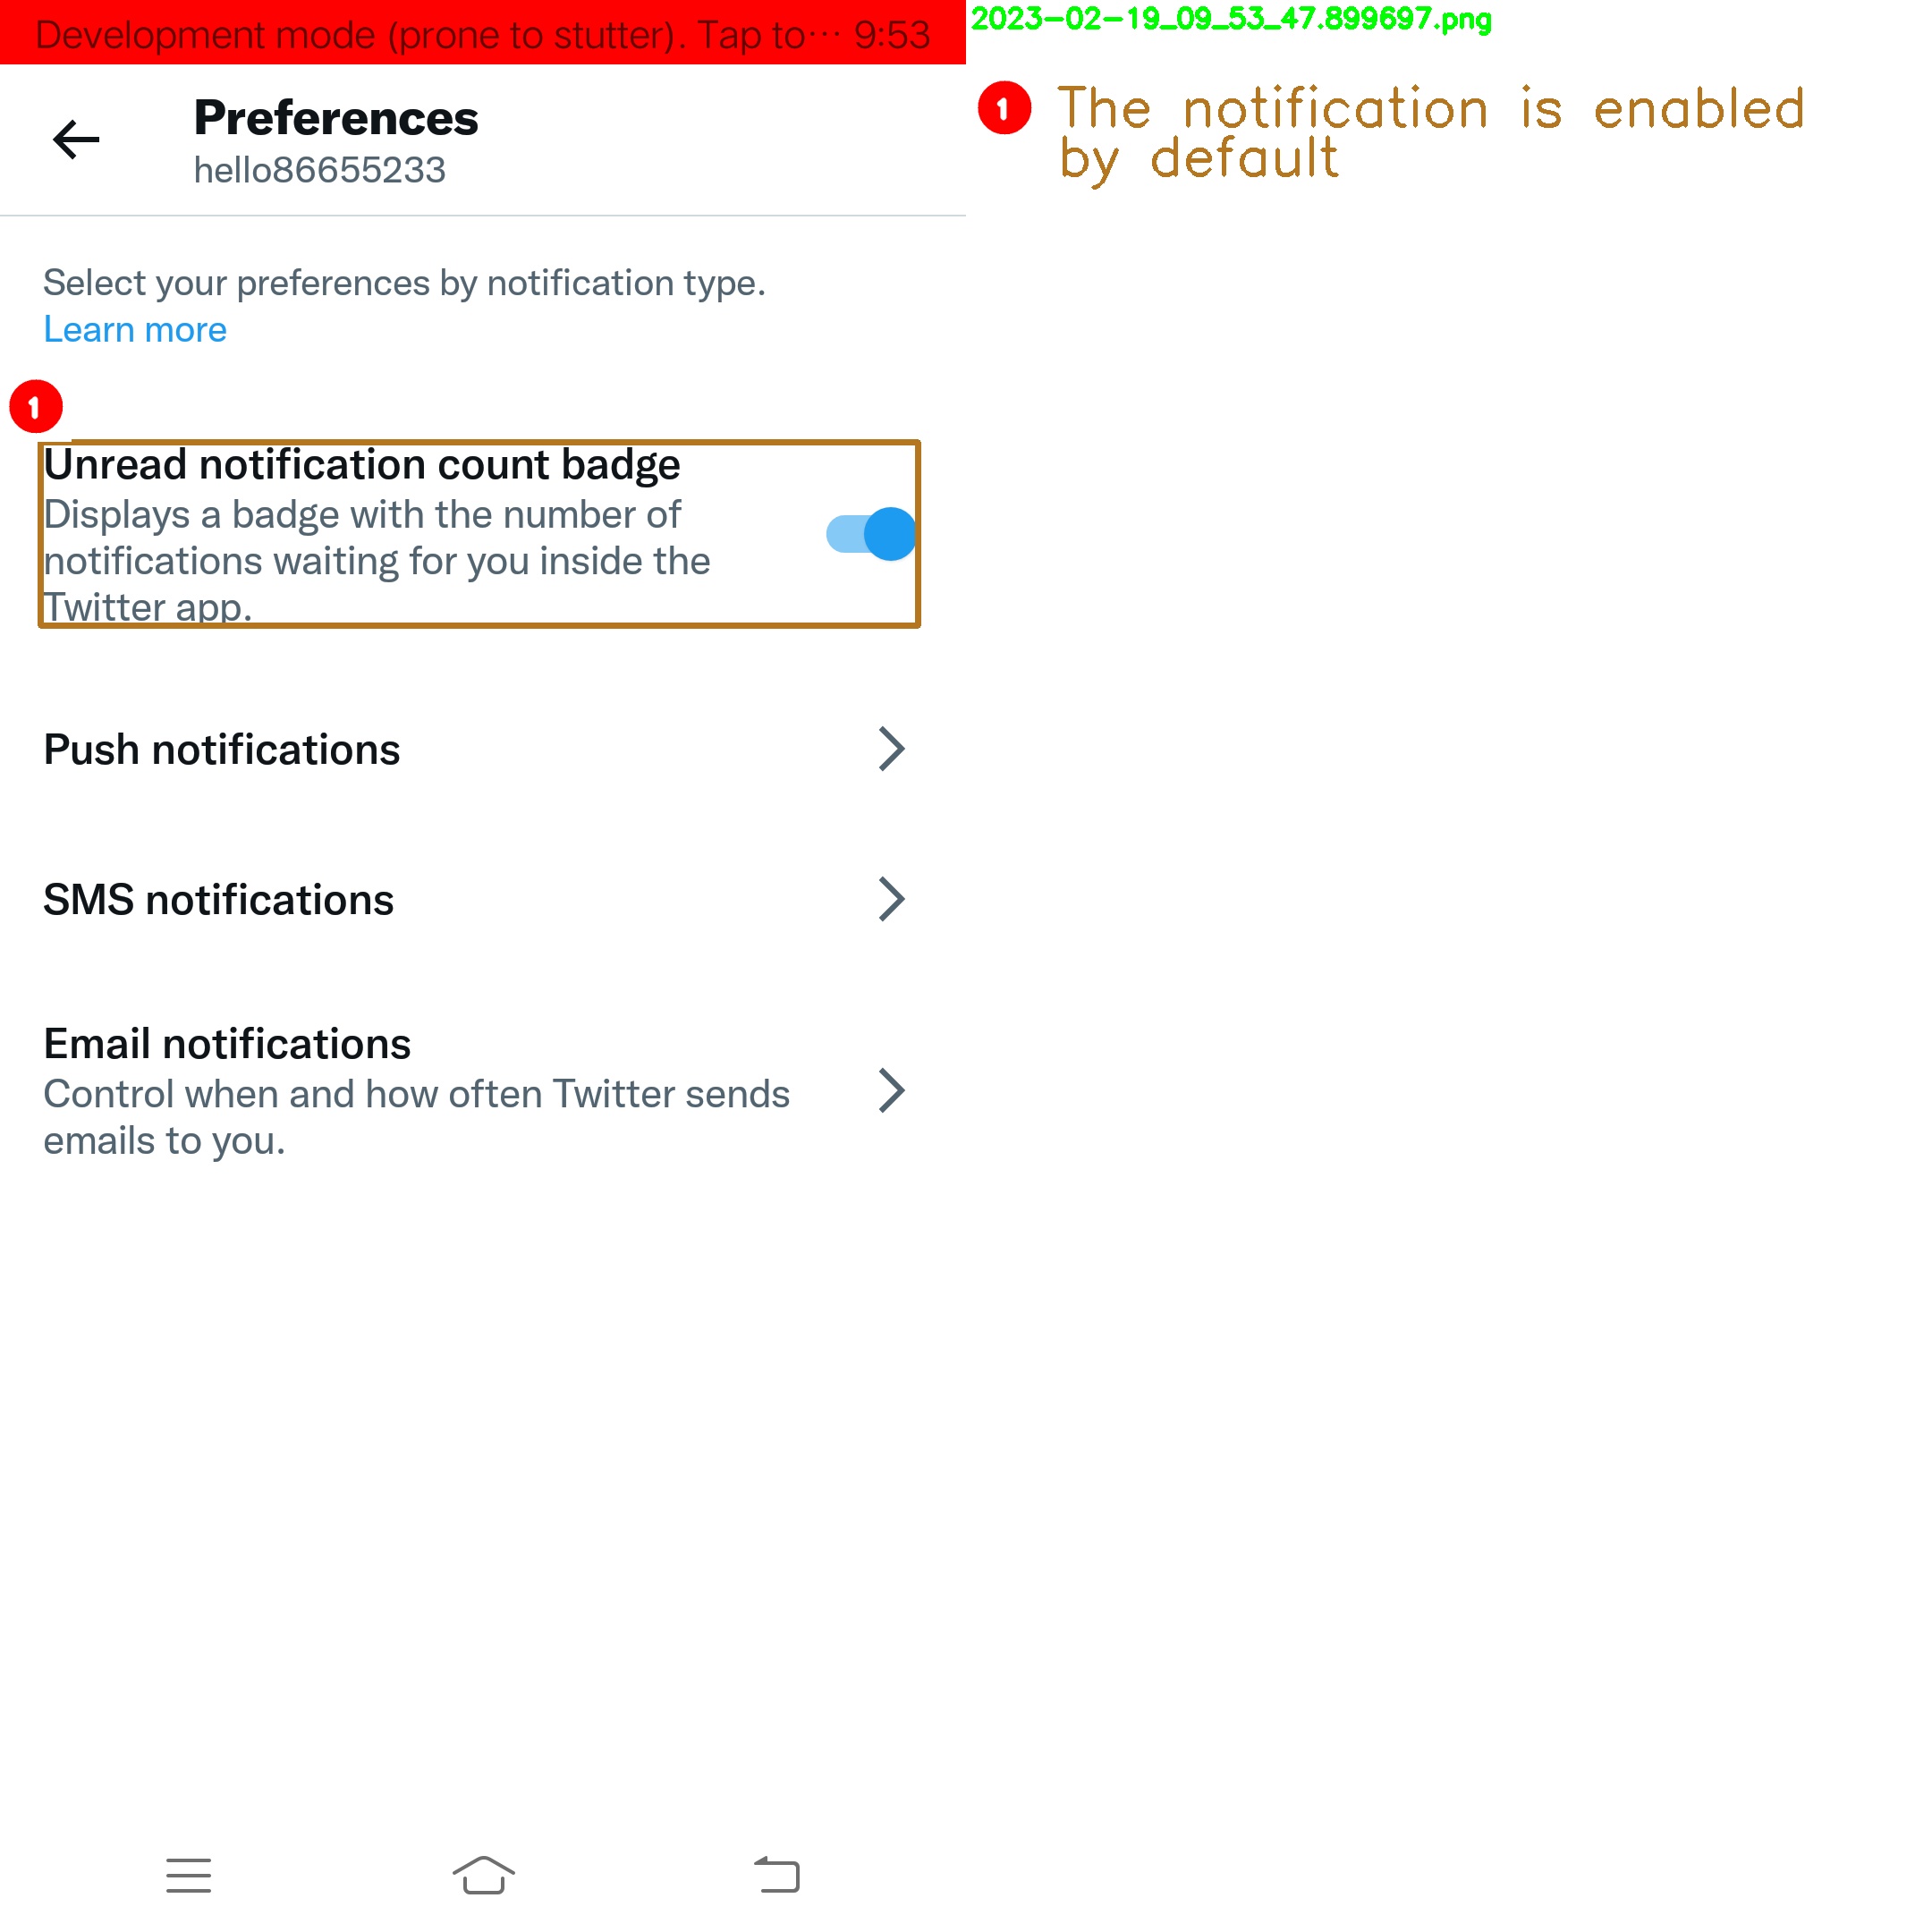 Development mode (prone to stutter). Tap to··· 9:53
Preferences
hello86655233
Select your preferences by notification type.
Learn more
1
Unread notification count badge
Displays a badge with the number of
notifications waiting for you inside the
Twitter app.
Push notifications
SMS notifications
Email notifications
Control when and how often Twitter sends
emails to you.
2023-02-19_09_53_47.899697.png
1 The notification is enabled
by default